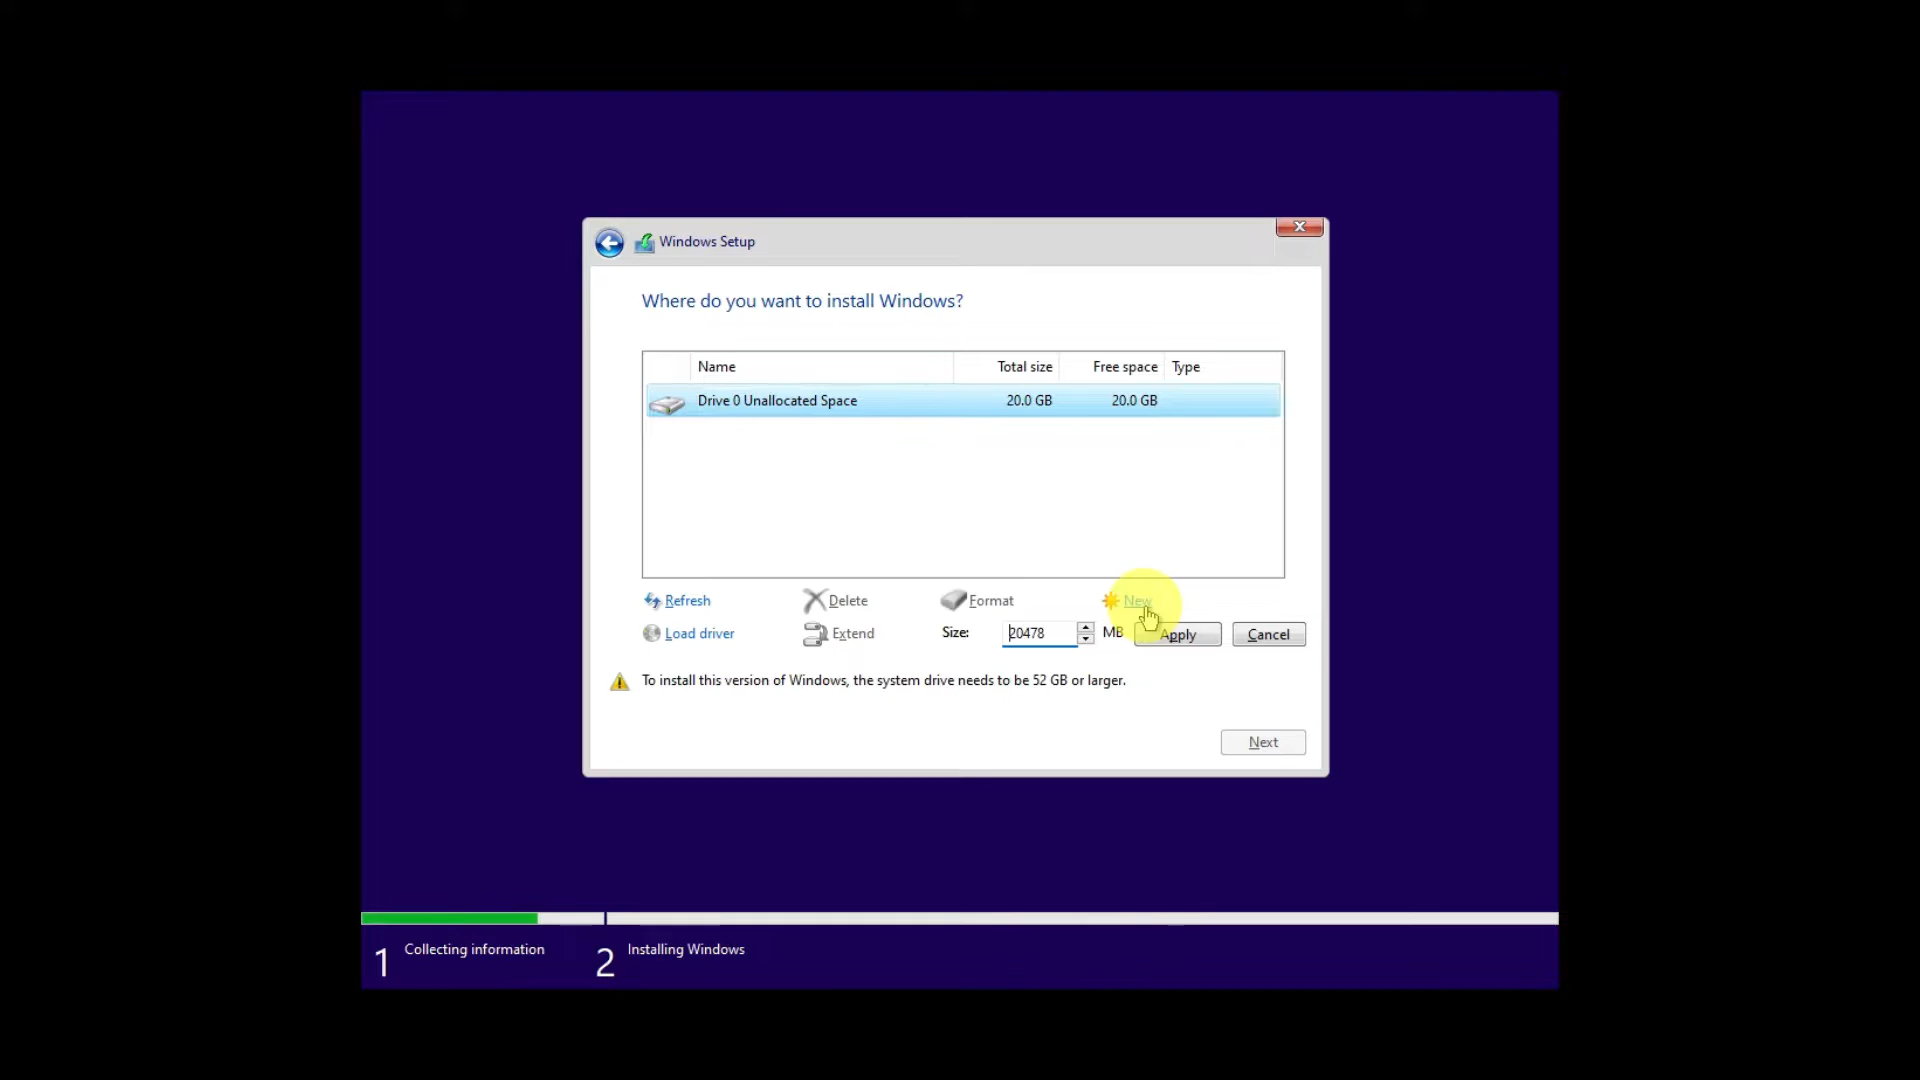 Windows Setup
Where do you want to install Windows?
Name Total size Free space Type
Drive 0 Unallocated Space 20.0 GB 20.0 GB
Refresh Delete Format New
Load driver Extend Size: 20478 MB Apply Cancel
To install this version of Windows, the system drive needs to be 52 GB or larger.
Next
1 Collecting information 2 Installing Windows